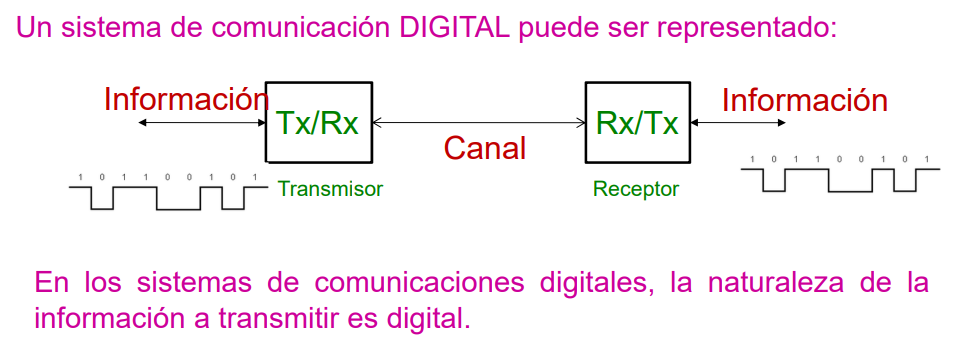 Un sistema de comunicación DIGITAL puede ser representado:
Información
Tx/Rx
Canal
Rx/Tx
Información
1 0 1 1 0 0 1 0 1
Transmisor
Receptor
1 0 1 1 0 0 1 0 1
En los sistemas de comunicaciones digitales, la naturaleza de la
información a transmitir es digital.